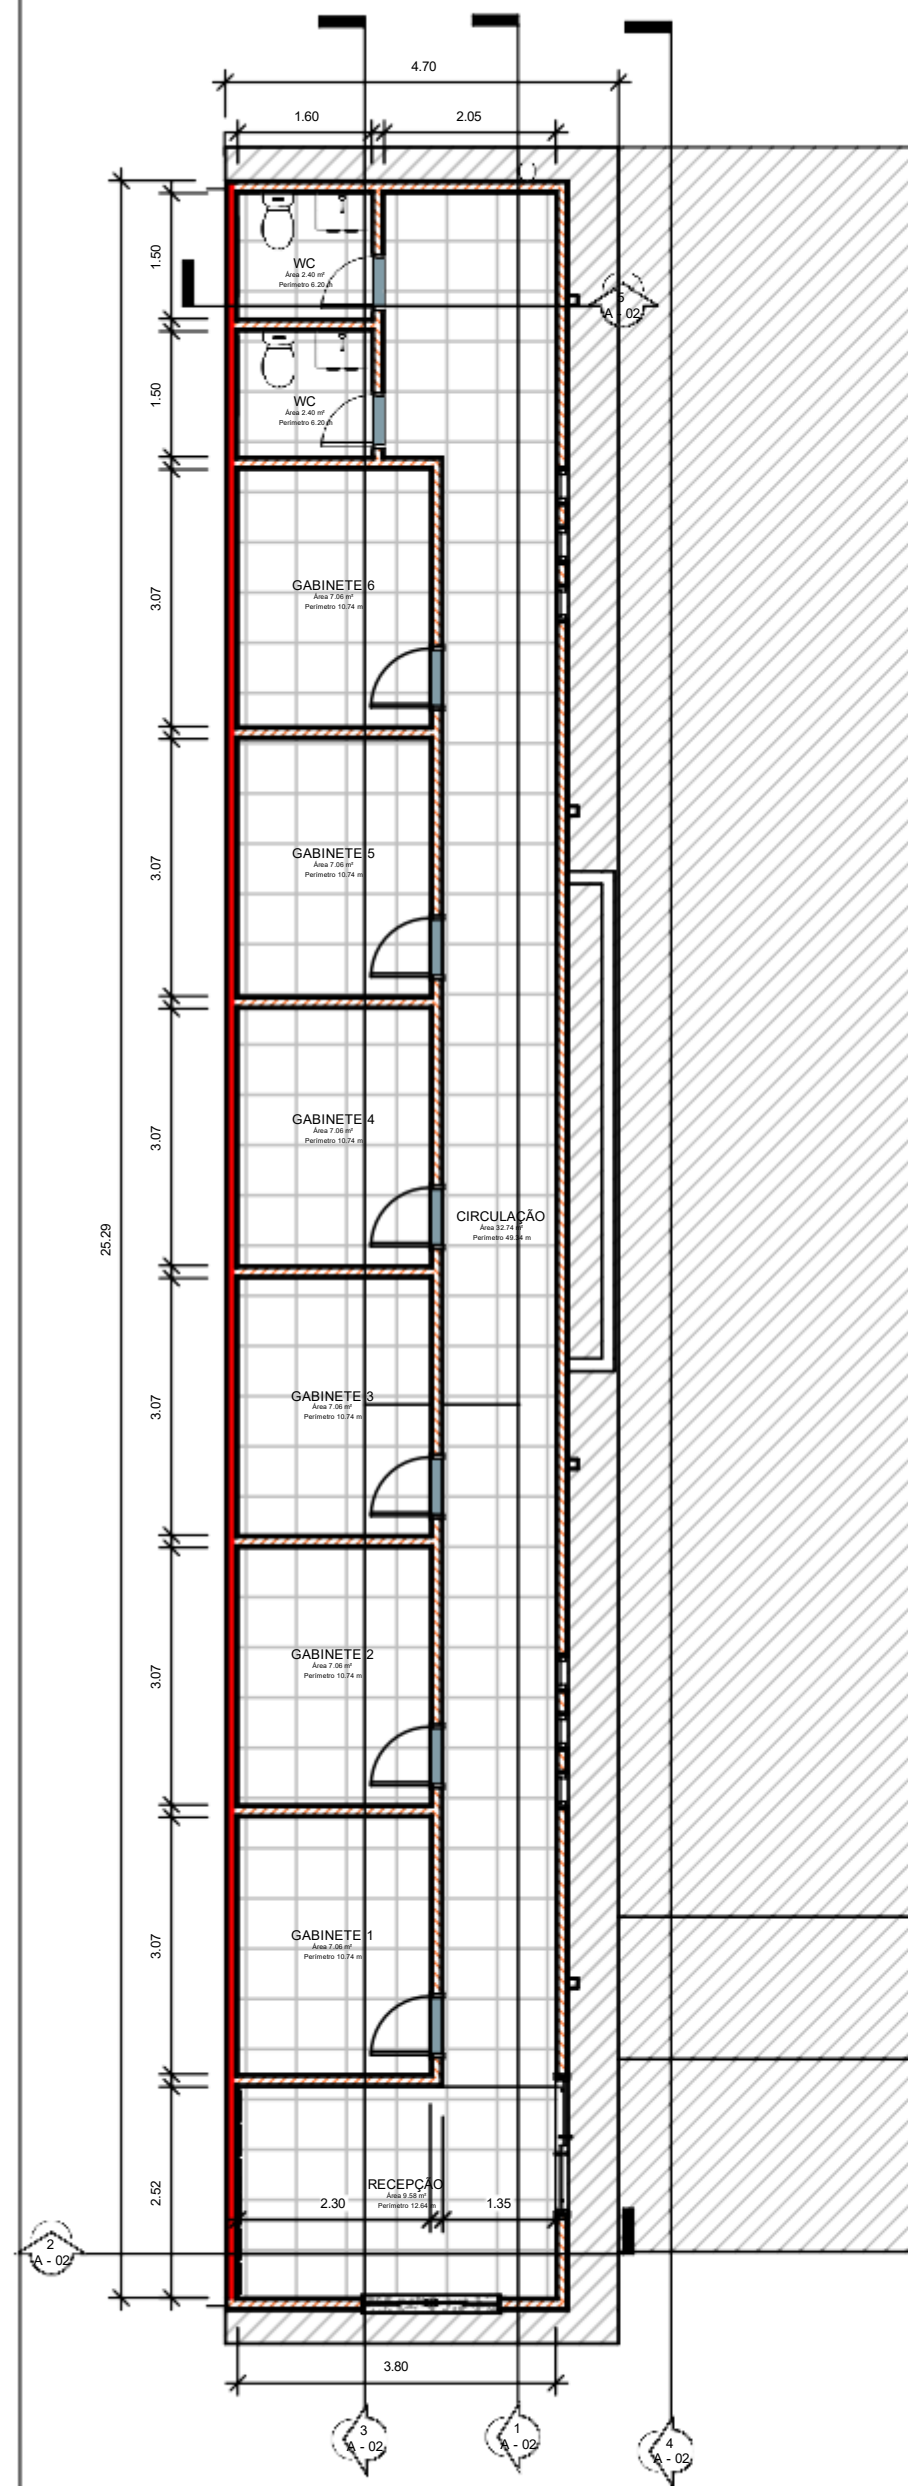 4.70
1.60
2.05
1.50
WC
Área 2.40 m²
Perímetro 6.20 m
5
A - 02
1.50
WC
Área 2.40 m²
Perímetro 6.20 m
3.07
GABINETE 6
Área 7.06 m²
Perímetro 10.74 m
3.07
GABINETE 5
Área 7.06 m²
Perímetro 10.74 m
3.07
GABINETE 4
Área 7.06 m²
Perímetro 10.74 m
CIRCULAÇÃO
Área 32.74 m²
Perímetro
25.29
3.07
GABINETE 3
Área 7.06 m²
Perímetro 10.74 m
3.07
GABINETE 2
Área 7.06 m²
Perímetro 10.74 m
3.07
GABINETE 1
Área 7.06 m²
Perímetro 10.74 m
2.52
RECEPÇÃO
Área 9.58 m²
Perímetro 12.64 m
2.30
1.35
2
A - 02
3.80
3
A - 02
1
A - 02
4
A - 02